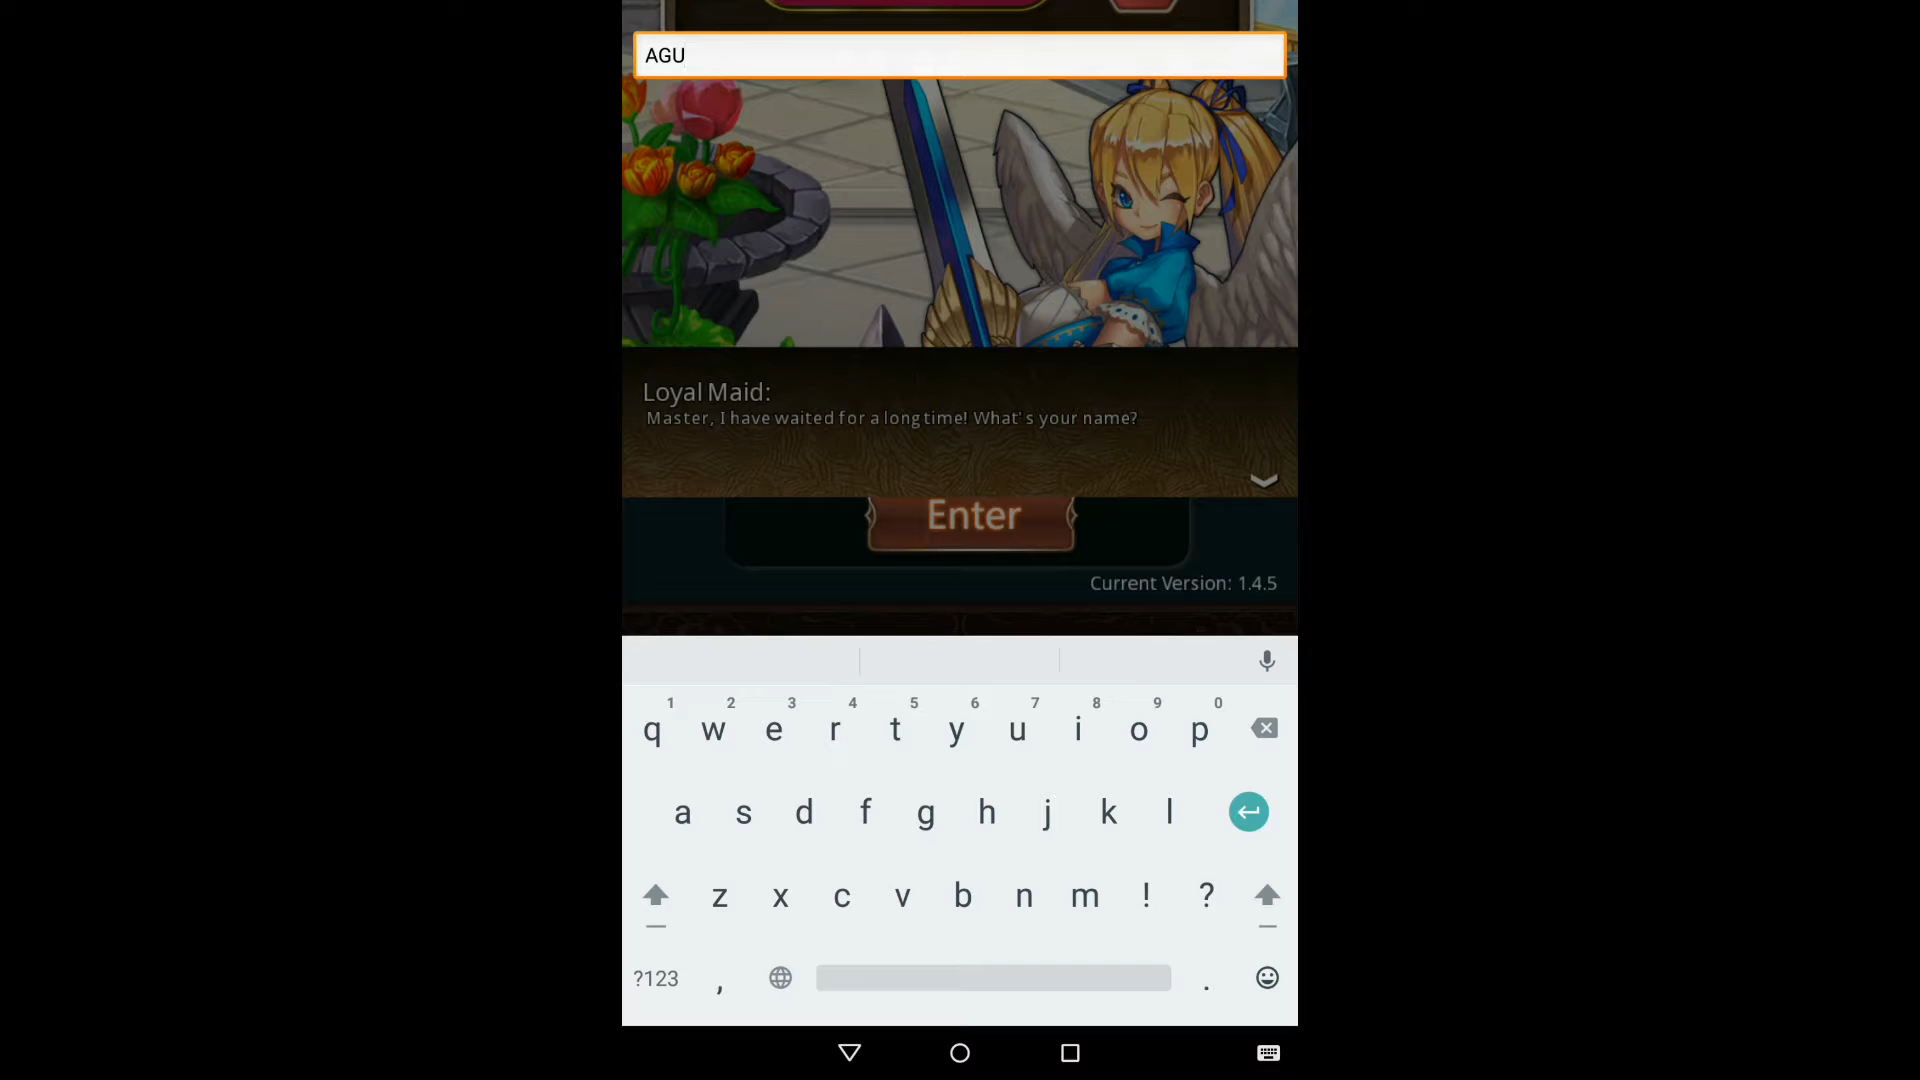 AGU
Loyal Maid:
Master, I have waited for a long time! What's your name?
Enter
Current Version: 1.4.5
1 2 3 4 5 6 7 8 9 0
q w e r t y u i o p
a s d f g h j k l
z x c v b n m ! ?
?123 , .